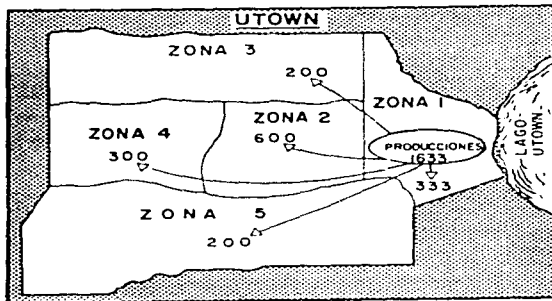 UTOWN
ZONA 3
200
ZONA 1
ZONA 4
300
ZONA 2
600
PRODUCCIONES
1633
333
LAGO-
UTOWN
ZONA 5
200